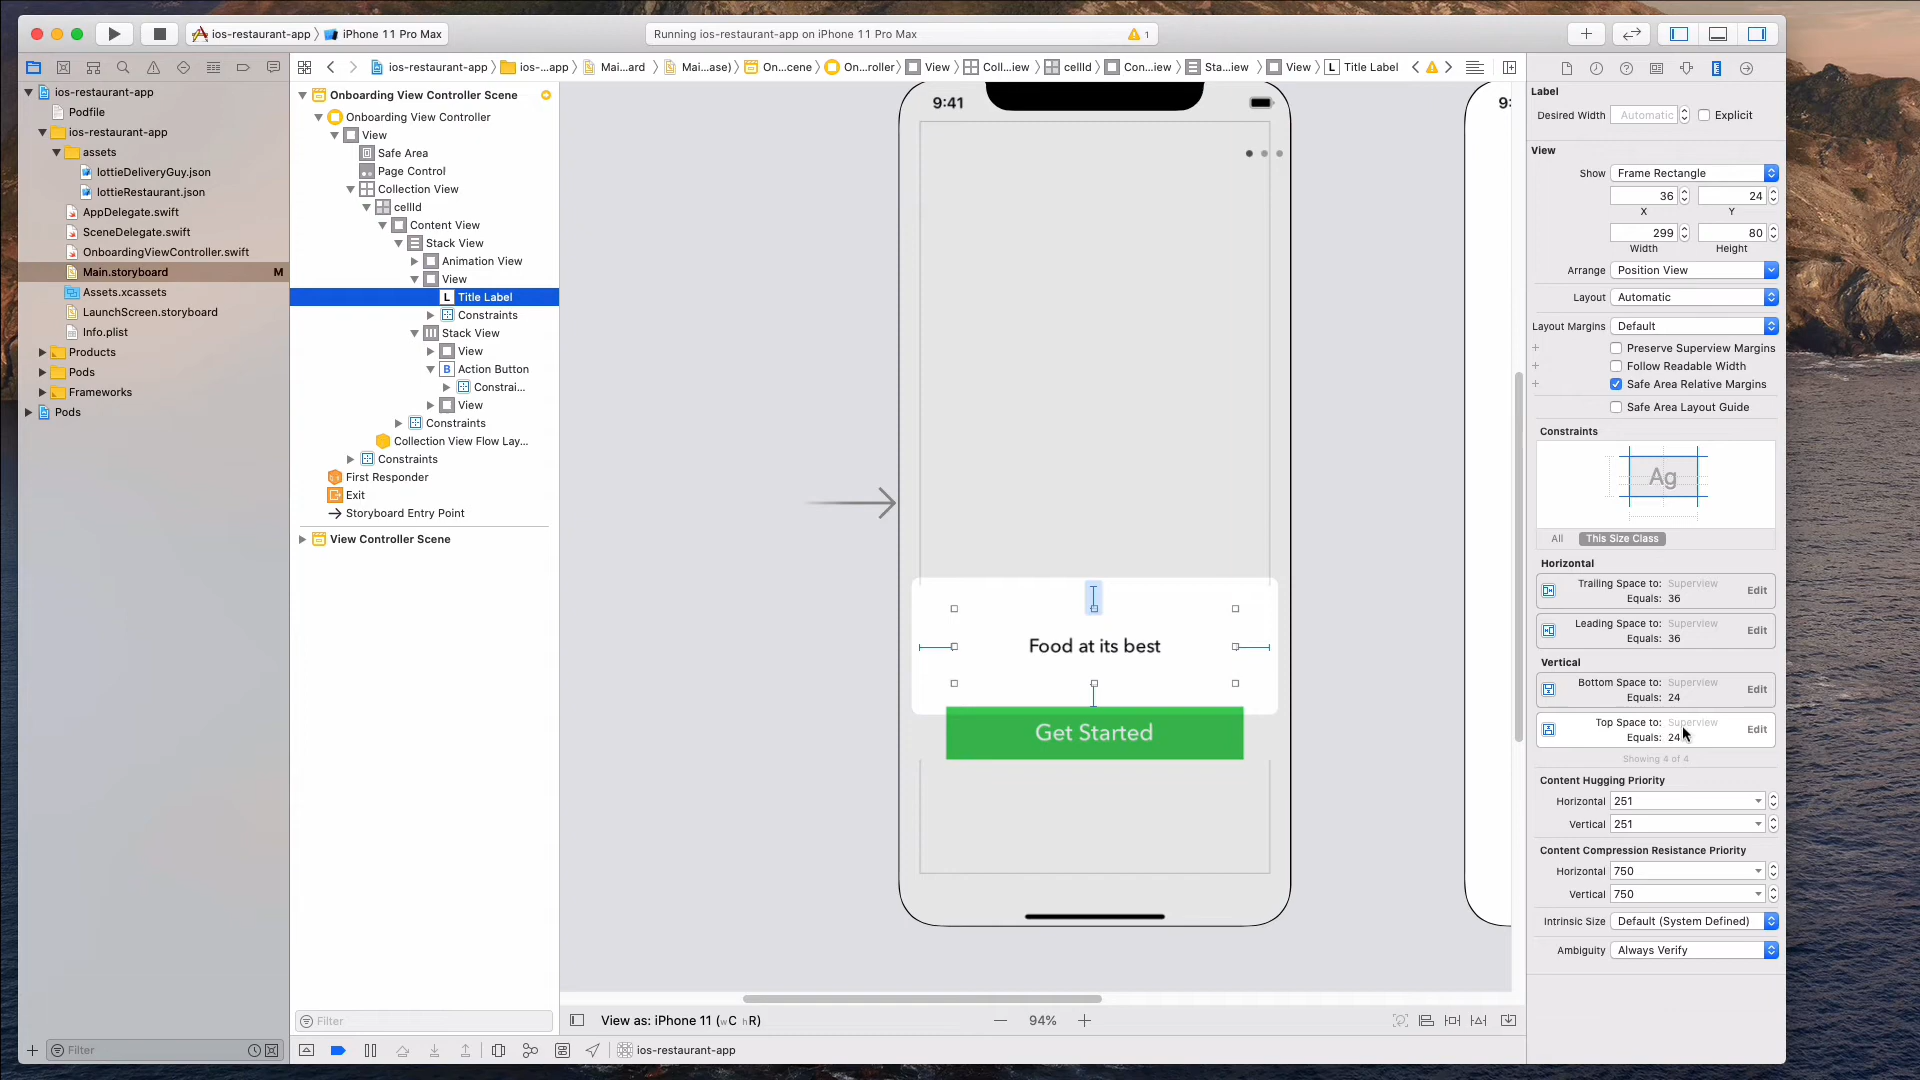 ios-restaurant-app
iPhone 11 Pro Max
Running ios-restaurant-app on iPhone 11 Pro Max
1
ios-restaurant-app
ios-...app
Mai...ard
Mai...ase)
On...cene
On...roller
View
Coll...iew
cellId
Con...iew
Sta...iew
View
L
Title Label
ios-restaurant-app
Podfile
ios-restaurant-app
assets
lottieDeliveryGuy.json
lottieRestaurant.json
AppDelegate.swift
SceneDelegate.swift
OnboardingViewController.swift
Main.storyboard
M
Assets.xcassets
LaunchScreen.storyboard
Info.plist
Products
Pods
Frameworks
Pods
Filter
Onboarding View Controller Scene
Onboarding View Controller
View
Safe Area
Page Control
Collection View
cellId
Content View
Stack View
Animation View
View
L Title Label
Constraints
Stack View
View
B Action Button
Constrai...
View
Constraints
Collection View Flow Lay...
Constraints
First Responder
Exit
Storyboard Entry Point
View Controller Scene
Filter
9:41
Food at its best
Get Started
9:
View as: iPhone 11 (wC hR)
94%
ios-restaurant-app
Label
Desired Width Automatic Explicit
View
Show Frame Rectangle
36 24
X Y
299 80
Width Height
Arrange Position View
Layout Automatic
Layout Margins Default
Preserve Superview Margins
Follow Readable Width
Safe Area Relative Margins
Safe Area Layout Guide
Constraints
Ag
All This Size Class
Horizontal
Trailing Space to: Superview
Equals: 36
Edit
Leading Space to: Superview
Equals: 36
Edit
Vertical
Bottom Space to: Superview
Equals: 24
Edit
Top Space to: Superview
Equals: 24
Edit
Showing 4 of 4
Content Hugging Priority
Horizontal 251
Vertical 251
Content Compression Resistance Priority
Horizontal 750
Vertical 750
Intrinsic Size Default (System Defined)
Ambiguity Always Verify